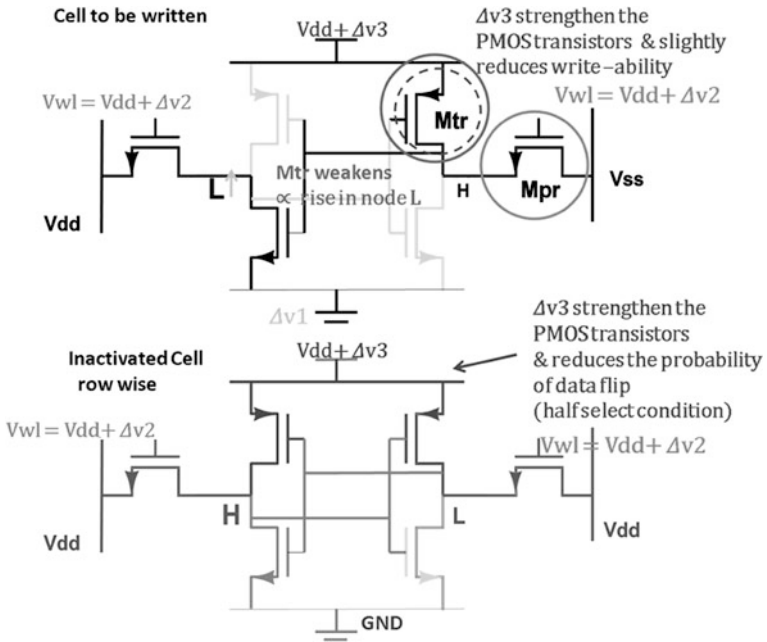 Cell to be written
Vdd+Δv3
Δv3 strengthen the
PMOS transistors & slightly
reduces write–ability
Vwl = Vdd+Δv2
Vwl = Vdd+Δv2
Mtr
Mtr weakens
∝ rise in node L
L
H
Mpr
Vss
Vdd
Δv1
Δv3 strengthen the
PMOS transistors
& reduces the probability
of data flip
(half select condition)
Inactivated Cell
row wise
Vdd+Δv3
Vwl = Vdd+Δv2
Vwl = Vdd+Δv2
H
L
Vdd
Vdd
GND